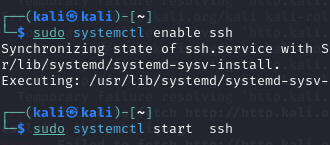 ┌──(kali㉿kali)-[~]
└─$ sudo systemctl enable ssh
Synchronizing state of ssh.service with S
r/lib/systemd/systemd-sysv-install.
Executing: /usr/lib/systemd/systemd-sysv-
┌──(kali㉿kali)-[~]
└─$ sudo systemctl start  ssh